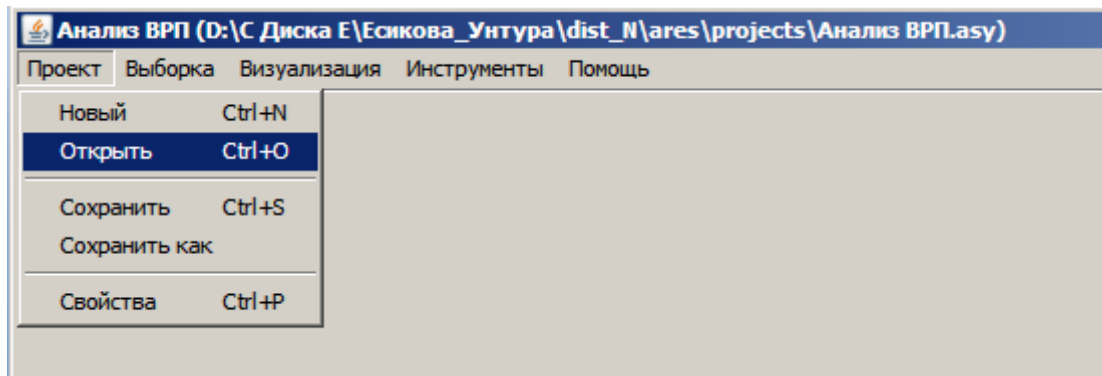 Анализ ВРП (D:\С Диска Е\Есикова_Унтура\dist_N\ares\projects\Анализ ВРП.asy)
Проект Выборка Визуализация Инструменты Помощь
Новый Ctrl+N
Открыть Ctrl+O
Сохранить Ctrl+S
Сохранить как
Свойства Ctrl+P